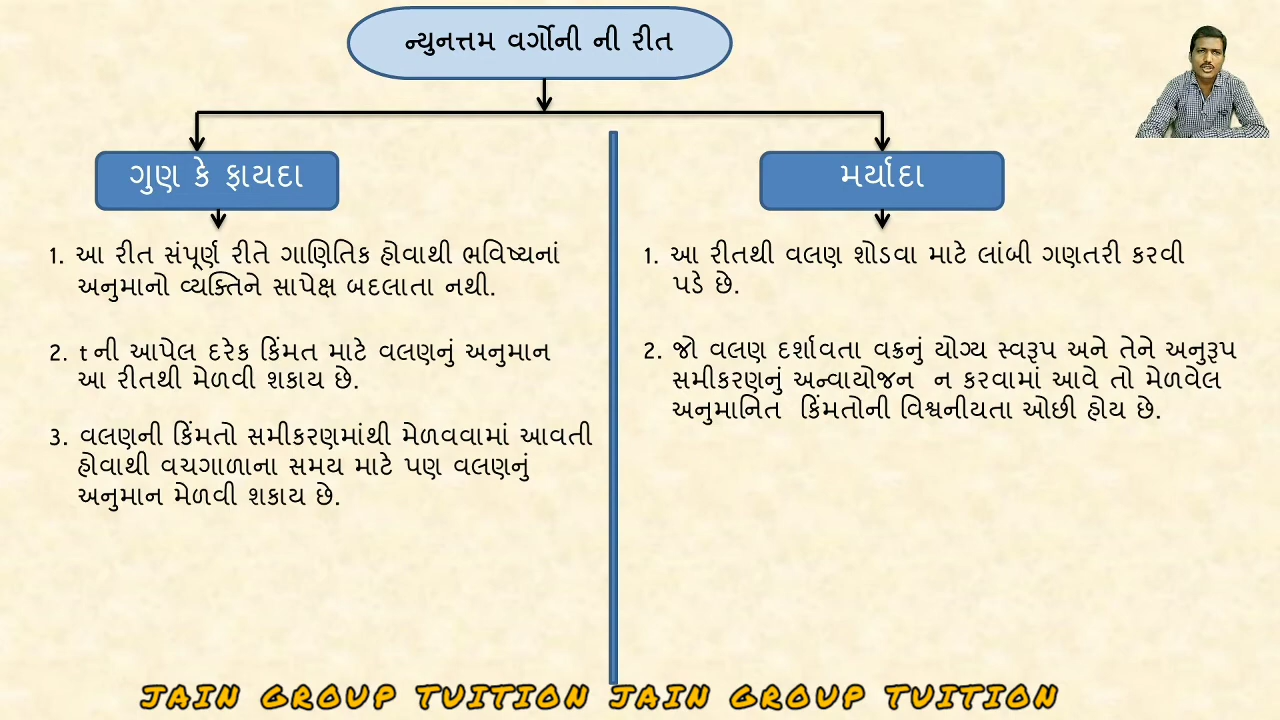 ન્યુનત્તમ વર્ગોની ની રીત
ગુણ કે ફાયદા
1. આ રીત સંપૂર્ણ રીતે ગાણિતિક હોવાથી ભવિષ્યનાં
અનુમાનો વ્યક્તિને સાપેક્ષ બદલાતા નથી.
2. t ની આપેલ દરેક કિંમત માટે વલણનું અનુમાન
આ રીતથી મેળવી શકાય છે.
3. વલણની કિંમતો સમીકરણમાંથી મેળવવામાં આવતી
હોવાથી વચગાળાના સમય માટે પણ વલણનું
અનુમાન મેળવી શકાય છે.
મર્યાદા
1. આ રીતથી વલણ શોડવા માટે લાંબી ગણતરી કરવી
પડે છે.
2. જો વલણ દર્શાવતા વક્રનું યોગ્ય સ્વરૂપ અને તેને અનુરૂપ
સમીકરણનું અન્વાયોજન ન કરવામાં આવે તો મેળવેલ
અનુમાનિત કિંમતોની વિશ્વનીયતા ઓછી હોય છે.
JAIN GROUP TUITION JAIN GROUP TUITION